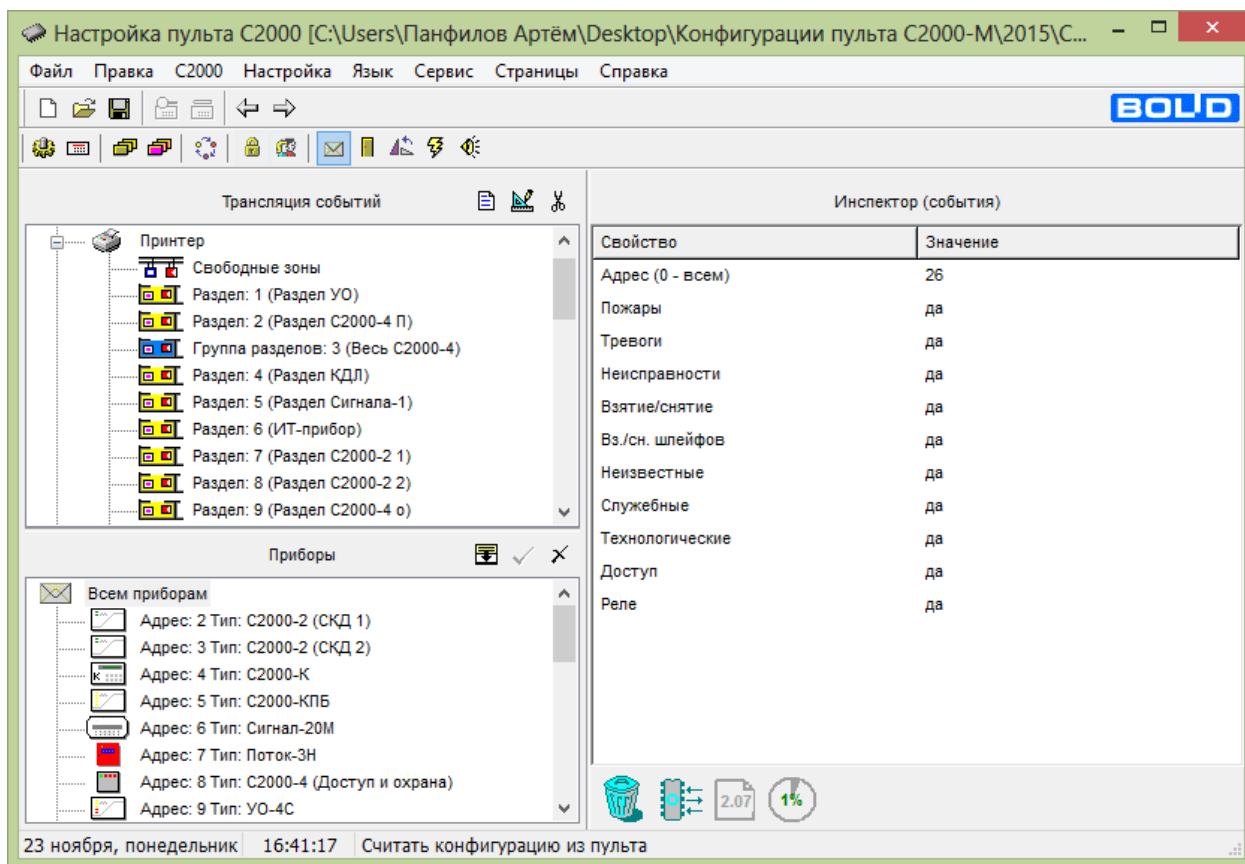 Настройка пульта С2000 [C:\Users\Панфилов Артём\Desktop\Конфигурации пульта С2000-М\2015\С...
Файл Правка С2000 Настройка Язык Сервис Страницы Справка
BOLID
Трансляция событий
Принтер
Свободные зоны
Раздел: 1 (Раздел УО)
Раздел: 2 (Раздел С2000-4 П)
Группа разделов: 3 (Весь С2000-4)
Раздел: 4 (Раздел КДЛ)
Раздел: 5 (Раздел Сигнала-1)
Раздел: 6 (ИТ-прибор)
Раздел: 7 (Раздел С2000-2 1)
Раздел: 8 (Раздел С2000-2 2)
Раздел: 9 (Раздел С2000-4 о)
Приборы
Всем приборам
Адрес: 2 Тип: С2000-2 (СКД 1)
Адрес: 3 Тип: С2000-2 (СКД 2)
Адрес: 4 Тип: С2000-К
Адрес: 5 Тип: С2000-КПБ
Адрес: 6 Тип: Сигнал-20М
Адрес: 7 Тип: Поток-3Н
Адрес: 8 Тип: С2000-4 (Доступ и охрана)
Адрес: 9 Тип: УО-4С
Инспектор (события)
Свойство Значение
Адрес (0 - всем) 26
Пожары да
Тревоги да
Неисправности да
Взятие/снятие да
Вз./сн. шлейфов да
Неизвестные да
Служебные да
Технологические да
Доступ да
Реле да
2.07 1%
23 ноября, понедельник 16:41:17 Считать конфигурацию из пульта